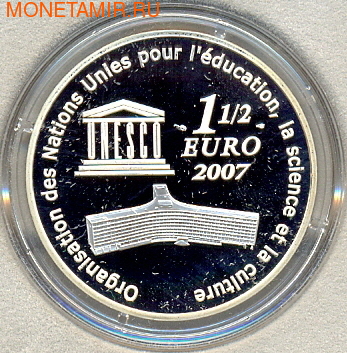 MONETAMIR.RU
Organisation des Nations Unies pour l'éducation, la science et la culture
UNESCO
1 1/2
EURO
2007